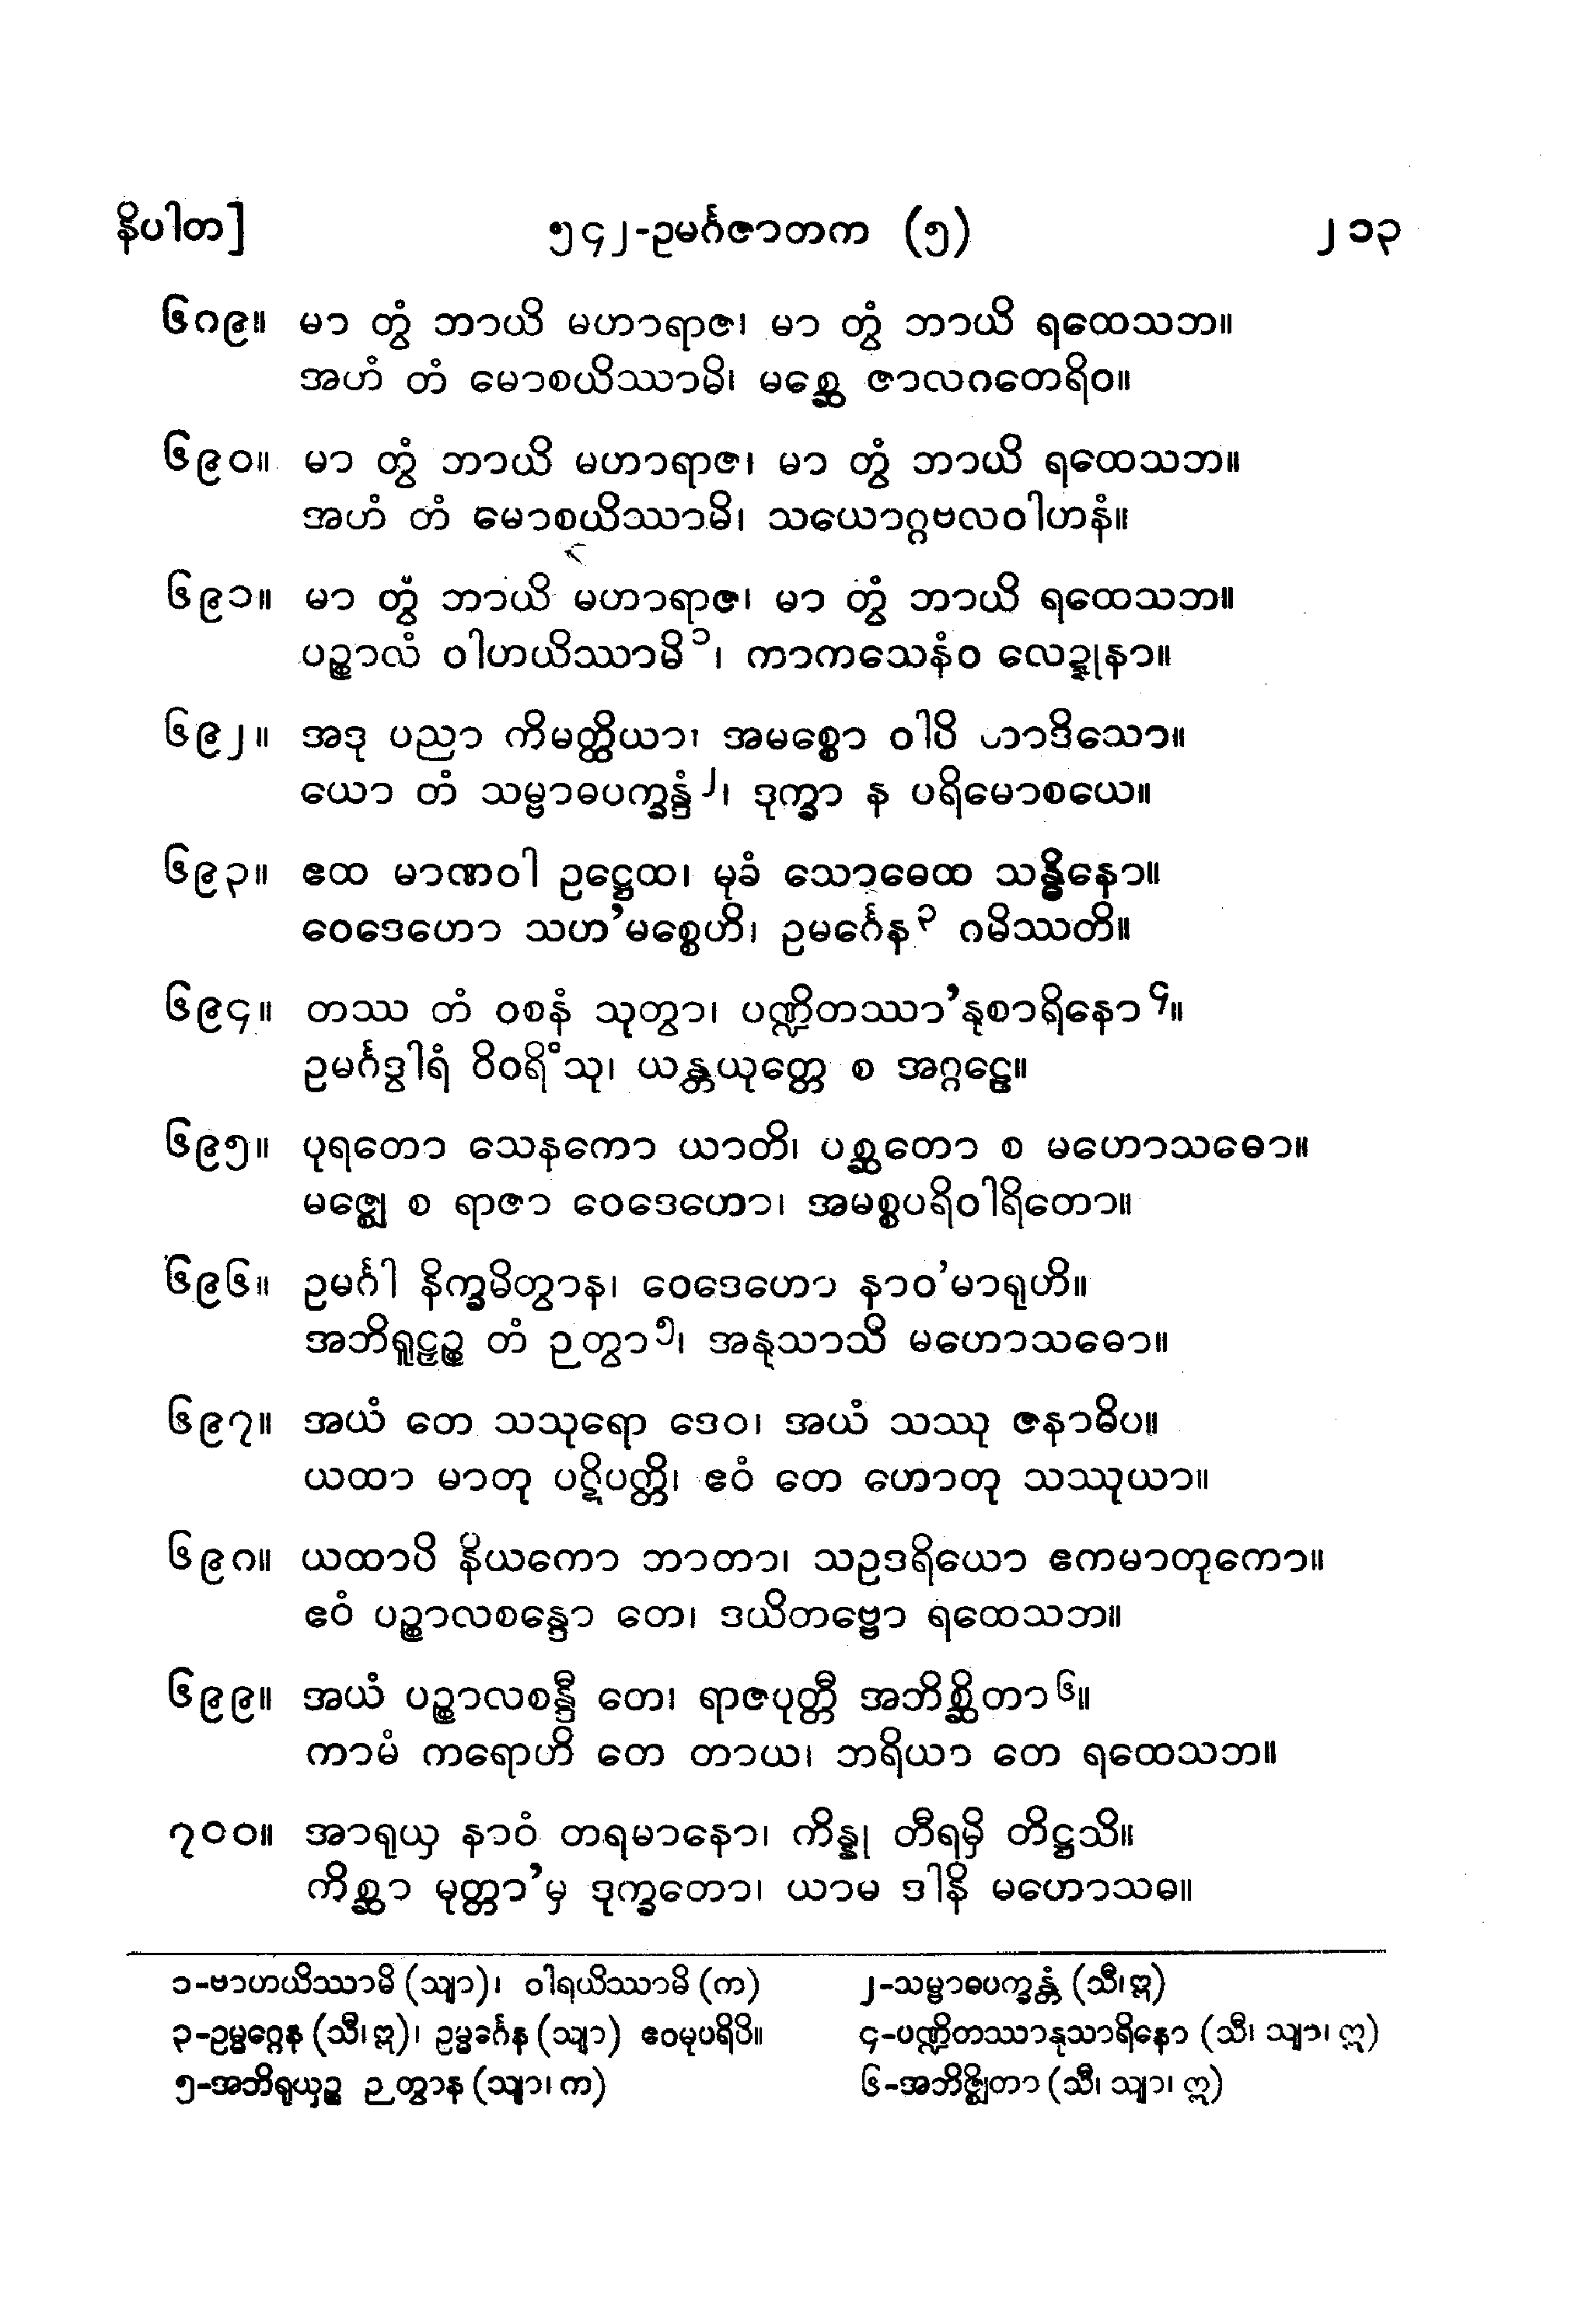 နိပါတ] ၅၄၂-ဥမင်္ဂဇာတက (၅) ၂၁၃
၆၈၉။ မာ တွံ ဘာယိ မဟာရာဇ၊ မာ တွံ ဘာယိ ရထေသဘ။
အဟံ တံ မောစယိဿာမိ၊ မစ္ဆေ ဇာလဂတေရိဝ။
၆၉၀။ မာ တွံ ဘာယိ မဟာရာဇ၊ မာ တွံ ဘာယိ ရထေသဘ။
အဟံ တံ မောစယိဿာမိ၊ သယောဂ္ဂဗလဝါဟနံ။
၆၉၁။ မာ တွံ ဘာယိ မဟာရာဇ၊ မာ တွံ ဘာယိ ရထေသဘ။
ပဉ္စာလံ ဝါဟယိဿာမိ ၁၊ ကာကသေနံဝ လေဍ္ဍုနာ။
၆၉၂။ အဒု ပညာ ကိမတ္ထိယာ၊ အမစ္စော ဝါပိ တာဒိသော။
ယော တံ သမ္ဗာဓပက္ခန္ဒံ ၂၊ ဒုက္ခာ န ပရိမောစယေ။
၆၉၃။ ဧထ မာဏဝါ ဥဋ္ဌေထ၊ မုခံ သောဓေထ သန္ဓိနော။
ဝေဒေဟော သဟ’မစ္စေဟိ၊ ဥမင်္ဂေန ၃ ဂမိဿတိ။
၆၉၄။ တဿ တံ ဝစနံ သုတွာ၊ ပဏ္ဍိတဿာ’နုစာရိနော ၄။
ဥမင်္ဂဒွါရံ ဝိဝရိံသု၊ ယန္တယုတ္တေ စ အဂ္ဂဠေ။
၆၉၅။ ပုရတော သေနကော ယာတိ၊ ပစ္ဆတော စ မဟောသဓော။
မဇ္ဈေ စ ရာဇာ ဝေဒေဟော၊ အမစ္စပရိဝါရိတော။
၆၉၆။ ဥမင်္ဂါ နိက္ခမိတွာန၊ ဝေဒေဟော နာဝ’မာရုဟိ။
အဘိရူဠှဉ္စ တံ ဉတွာ ၅၊ အနုသာသိ မဟောသဓော။
၆၉၇။ အယံ တေ သသုရော ဒေဝ၊ အယံ သဿု ဇနာဓိပ။
ယထာ မာတု ပဋိပတ္တိ၊ ဧဝံ တေ ဟောတု သဿုယာ။
၆၉၈။ ယထာပိ နိယကော ဘာတာ၊ သဥဒရိယော ဧကမာတုကော။
ဧဝံ ပဉ္စာလစန္ဒော တေ၊ ဒယိတဗ္ဗော ရထေသဘ။
၆၉၉။ အယံ ပဉ္စာလစန္ဒီ တေ၊ ရာဇပုတ္တီ အဘိစ္ဆိတာ ၆။
ကာမံ ကရောဟိ တေ တာယ၊ ဘရိယာ တေ ရထေသဘ။
၇၀၀။ အာရုယှ နာဝံ တရမာနော၊ ကိန္နု တီရမှိ တိဋ္ဌသိ။
ကိစ္ဆာ မုတ္တာ’မှ ဒုက္ခတော၊ ယာမ ဒါနိ မဟောသဓ။
၁-ဗာဟယိဿာမိ (သျာ)၊ ဝါရယိဿာမိ (က) ၂-သမ္ဗာဓပက္ခန္တံ (သီ၊ဣ)
၃-ဥမ္မဂ္ဂေန (သီ၊ ဣ)၊ ဥမ္မင်္ဂေန (သျာ) ဧဝမုပရိပိ။ ၄-ပဏ္ဍိတဿာနုသာရိနော (သီ၊ သျာ၊ ဣ)
၅-အဘိရုယှဉ္စ ဉတွာန (သျာ၊ က) ၆-အဘိဇ္ဈိတာ (သီ၊ သျာ၊ ဣ)